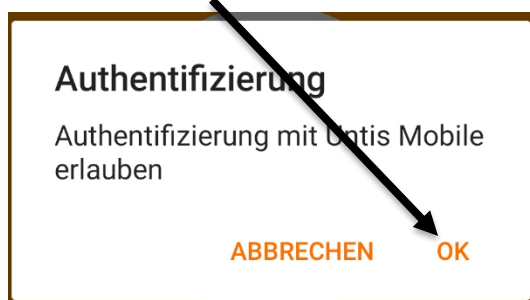 Authentifizierung
Authentifizierung mit Untis Mobile
erlauben
ABBRECHEN OK